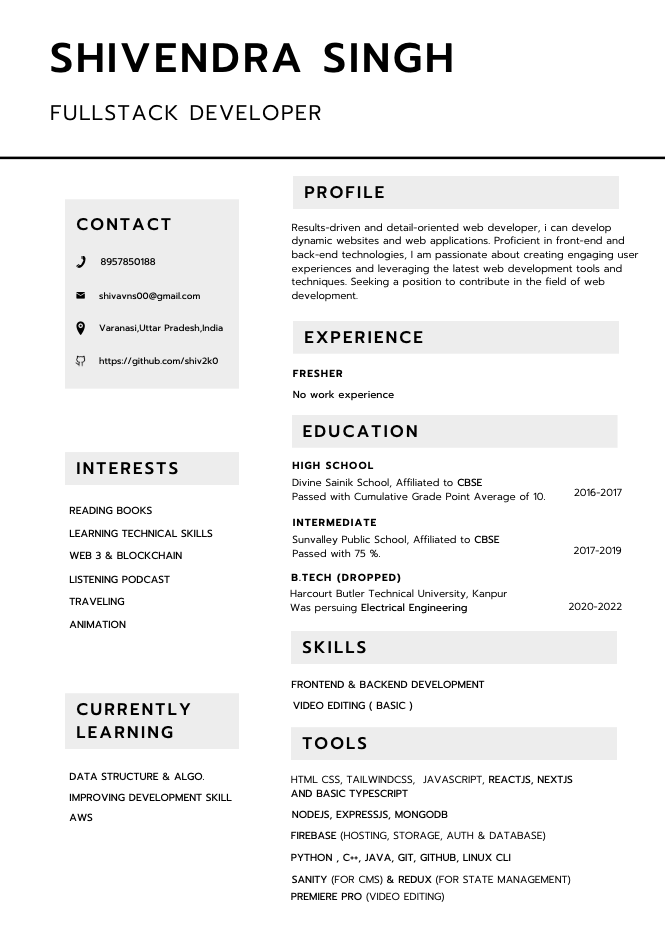 SHIVENDRA SINGH
FULLSTACK DEVELOPER
CONTACT
8957850188
shivavns00@gmail.com
Varanasi,Uttar Pradesh,India
https://github.com/shiv2k0
INTERESTS
READING BOOKS
LEARNING TECHNICAL SKILLS
WEB 3 & BLOCKCHAIN
LISTENING PODCAST
TRAVELING
ANIMATION
CURRENTLY
LEARNING
DATA STRUCTURE & ALGO.
IMPROVING DEVELOPMENT SKILL
AWS
PROFILE
Results-driven and detail-oriented web developer, i can develop
dynamic websites and web applications. Proficient in front-end and
back-end technologies, I am passionate about creating engaging user
experiences and leveraging the latest web development tools and
techniques. Seeking a position to contribute in the field of web
development.
EXPERIENCE
FRESHER
No work experience
EDUCATION
HIGH SCHOOL
Divine Sainik School, Affiliated to CBSE
Passed with Cumulative Grade Point Average of 10.
2016-2017
INTERMEDIATE
Sunvalley Public School, Affiliated to CBSE
Passed with 75 %.
2017-2019
B.TECH (DROPPED)
Harcourt Butler Technical University, Kanpur
Was persuing Electrical Engineering
2020-2022
SKILLS
FRONTEND & BACKEND DEVELOPMENT
VIDEO EDITING ( BASIC )
TOOLS
HTML CSS, TAILWINDCSS, JAVASCRIPT, REACTJS, NEXTJS
AND BASIC TYPESCRIPT
NODEJS, EXPRESSJS, MONGODB
FIREBASE (HOSTING, STORAGE, AUTH & DATABASE)
PYTHON , C++, JAVA, GIT, GITHUB, LINUX CLI
SANITY (FOR CMS) & REDUX (FOR STATE MANAGEMENT)
PREMIERE PRO (VIDEO EDITING)